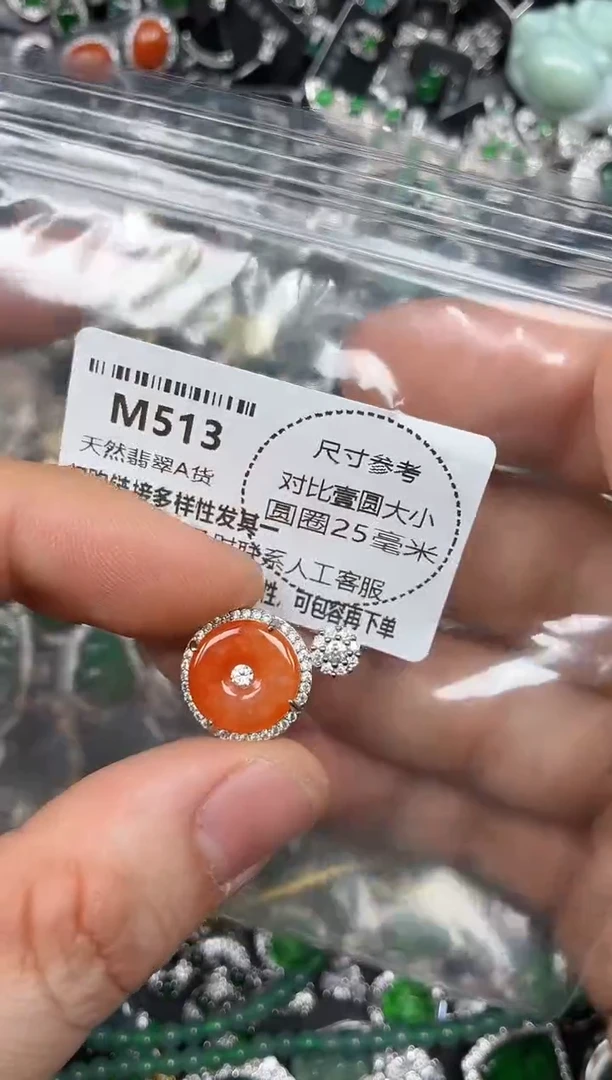 M513
天然翡翠A货
链接多样性发其一
联系人工客服
性，可包容再下单
尺寸参考
对比壹圆大小
圆圈25毫米